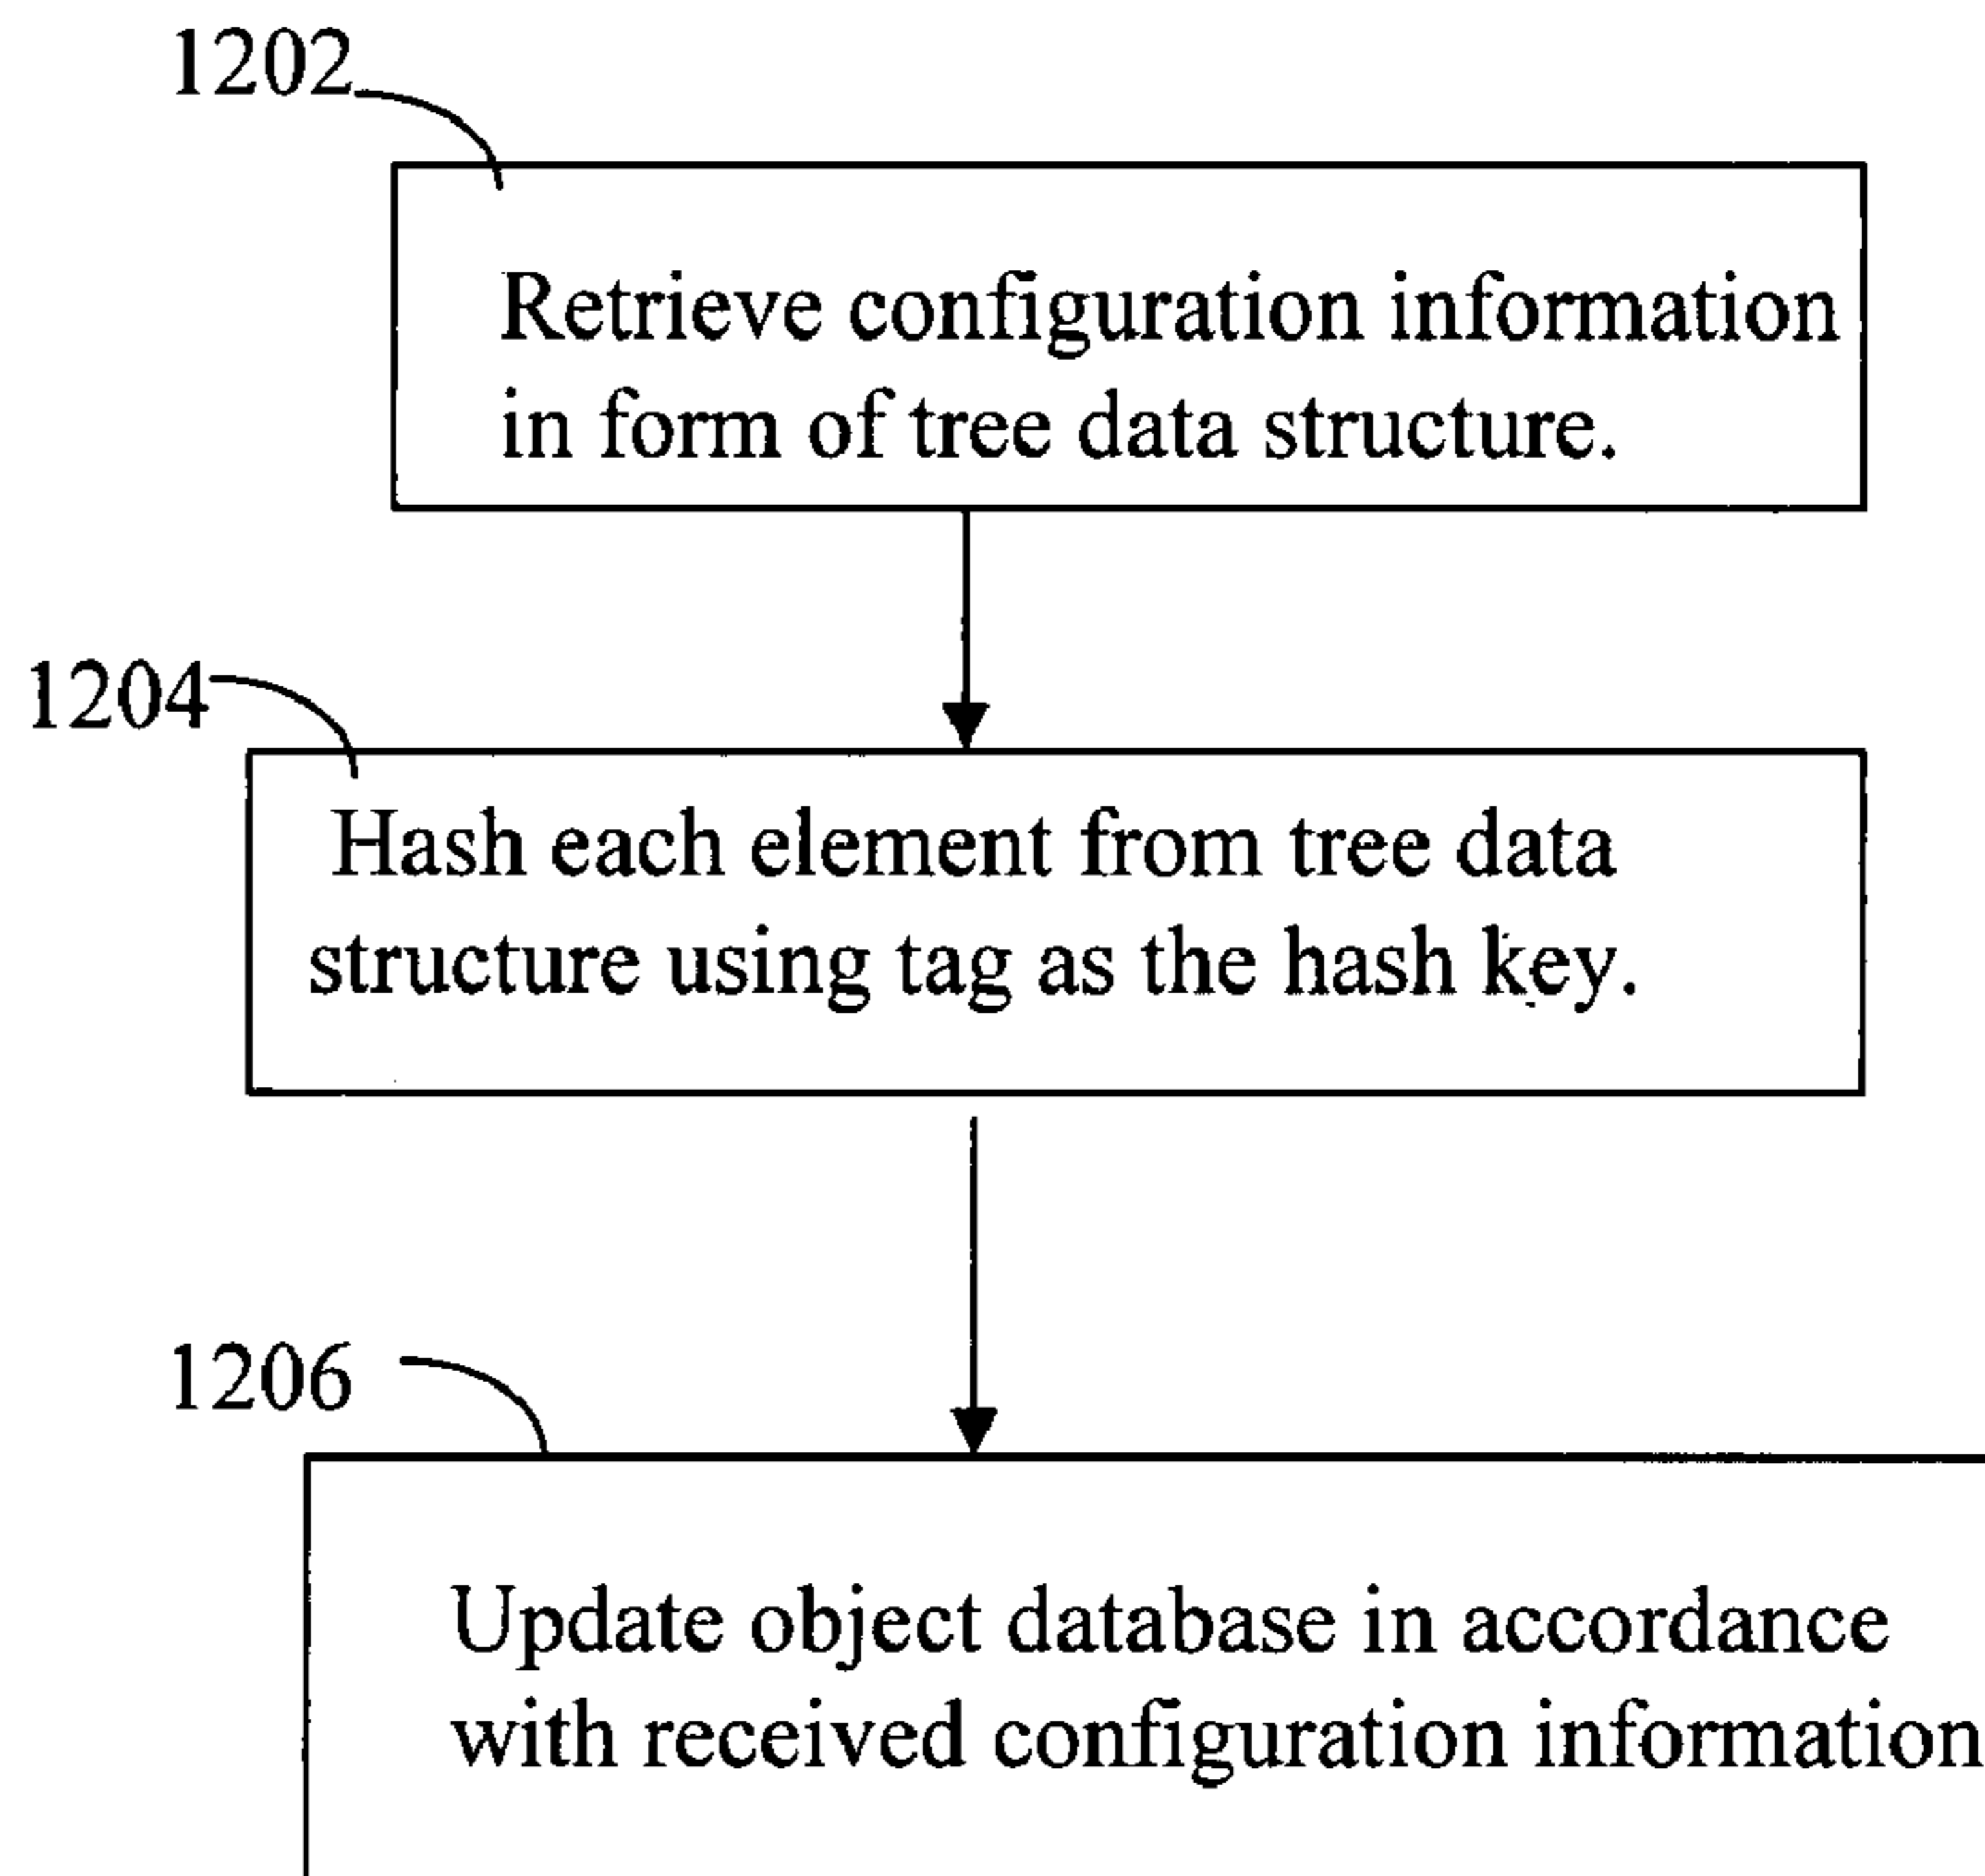 1202
Retrieve configuration information
in form of tree data structure.
1204
Hash each element from tree data
structure using tag as the hash key.
1206
Update object database in accordance
with received configuration information